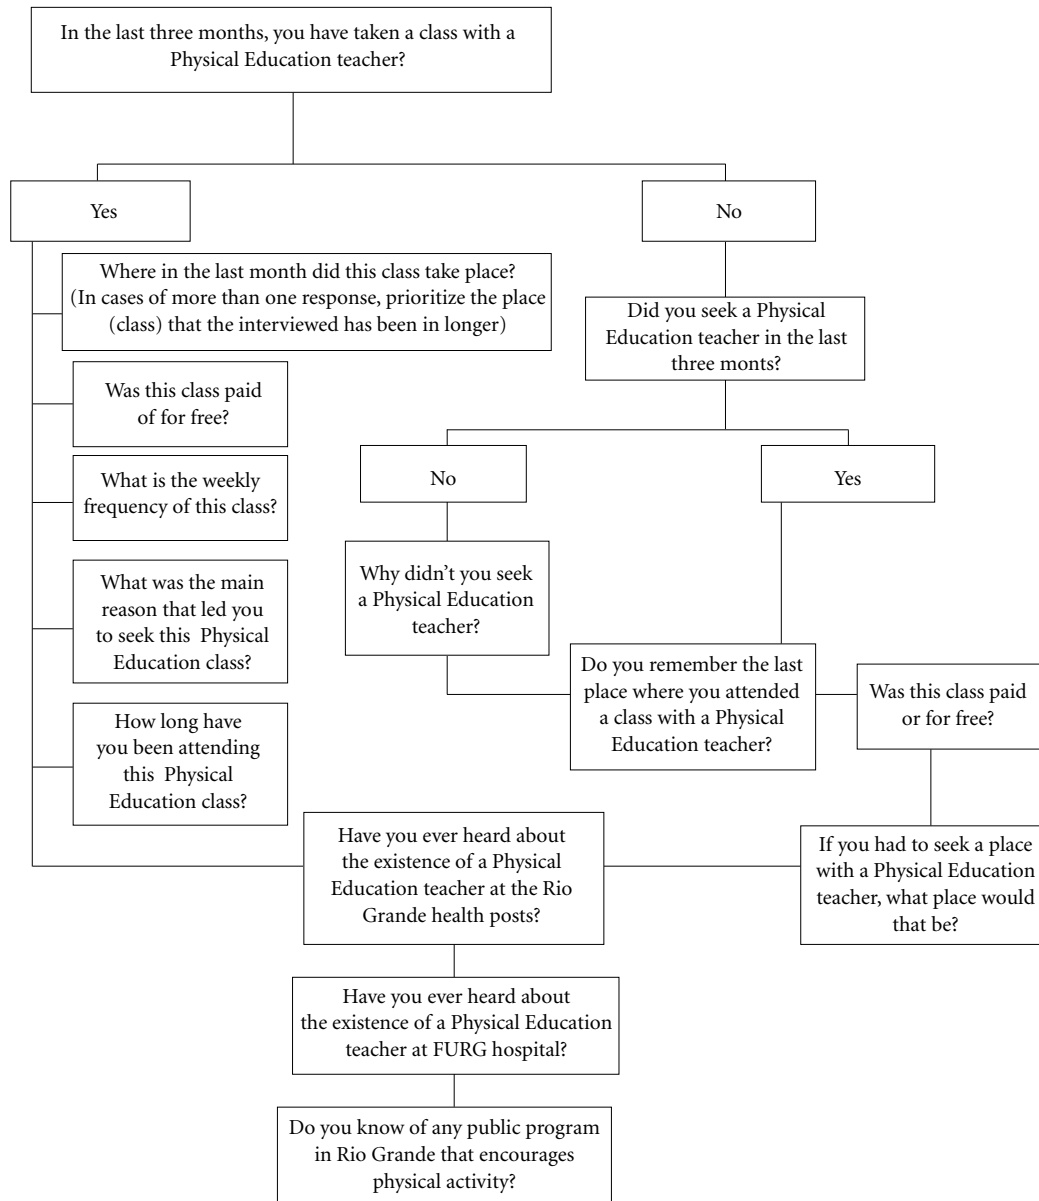 In the last three months, you have taken a class with a
Physical Education teacher?
Yes
No
Where in the last month did this class take place?
(In cases of more than one response, prioritize the place
(class) that the interviewed has been in longer)
Did you seek a Physical
Education teacher in the last
three monts?
Was this class paid
of for free?
No
Yes
What is the weekly
frequency of this class?
Why didn't you seek
a Physical Education
teacher?
What was the main
reason that led you
to seek this Physical
Education class?
Do you remember the last
place where you attended
a class with a Physical
Education teacher?
Was this class paid
or for free?
How long have
you been attending
this Physical
Education class?
Have you ever heard about
the existence of a Physical
Education teacher at the Rio
Grande health posts?
If you had to seek a place
with a Physical Education
teacher, what place would
that be?
Have you ever heard about
the existence of a Physical Education
teacher at FURG hospital?
Do you know of any public program
in Rio Grande that encourages
physical activity?